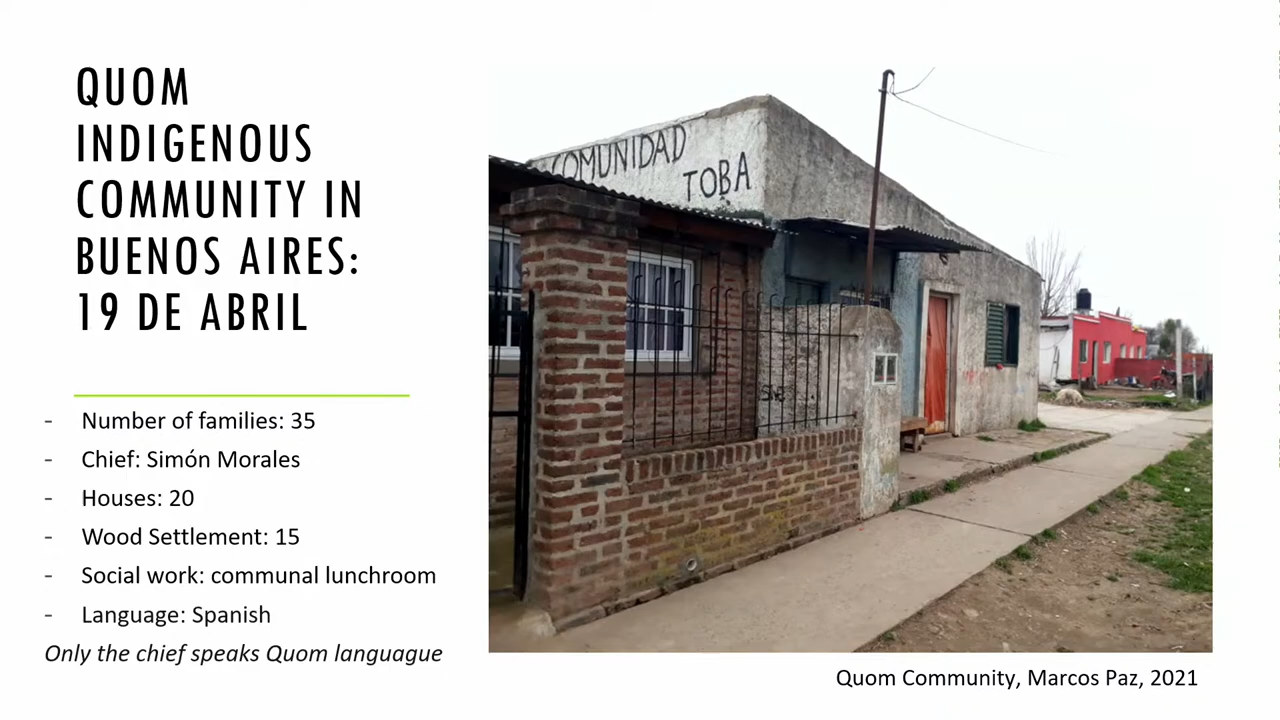 QUOM
INDIGENOUS
COMMUNITY IN
BUENOS AIRES:
19 DE ABRIL
- Number of families: 35
- Chief: Simón Morales
- Houses: 20
- Wood Settlement: 15
- Social work: communal lunchroom
- Language: Spanish
Only the chief speaks Quom languague
COMUNIDAD
TOBA
Quom Community, Marcos Paz, 2021